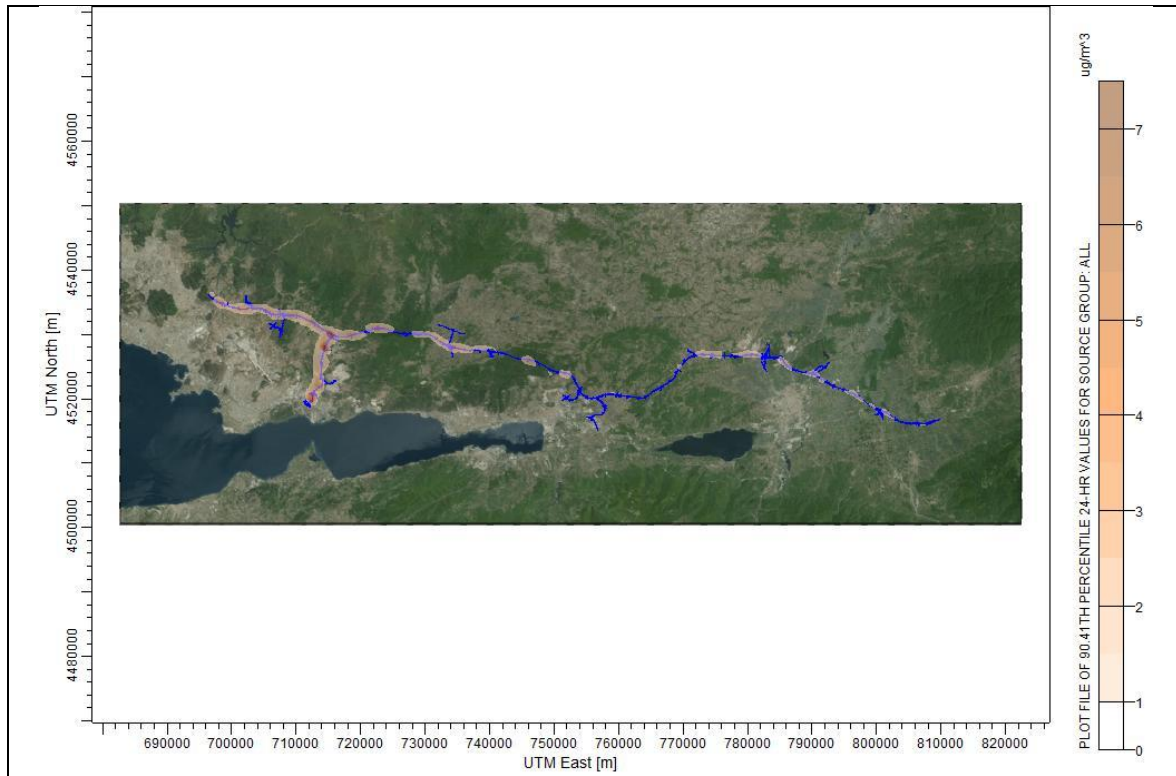 ug/m^3
PLOT FILE OF 90.41TH PERCENTILE 24-HR VALUES FOR SOURCE GROUP: ALL
7
6
5
4
3
2
1
0
UTM North [m]
4560000
4540000
4520000
4500000
4480000
690000 700000 710000 720000 730000 740000 750000 760000 770000 780000 790000 800000 810000 820000
UTM East [m]